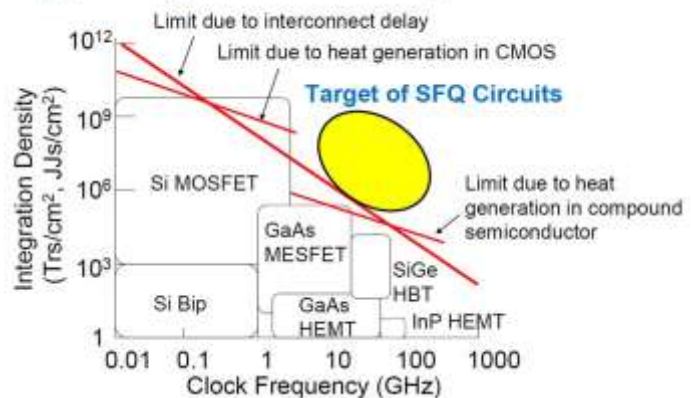 Limit due to interconnect delay
Limit due to heat generation in CMOS
Target of SFQ Circuits
Integration Density
(Trs/cm², JJs/cm²)
10¹²
10⁹
10⁶
10³
1
Si MOSFET
GaAs
MESFET
Limit due to heat
generation in compound
semiconductor
SiGe
HBT
Si Bip
GaAs
HEMT
InP HEMT
0.01 0.1 1 10 100 1000
Clock Frequency (GHz)